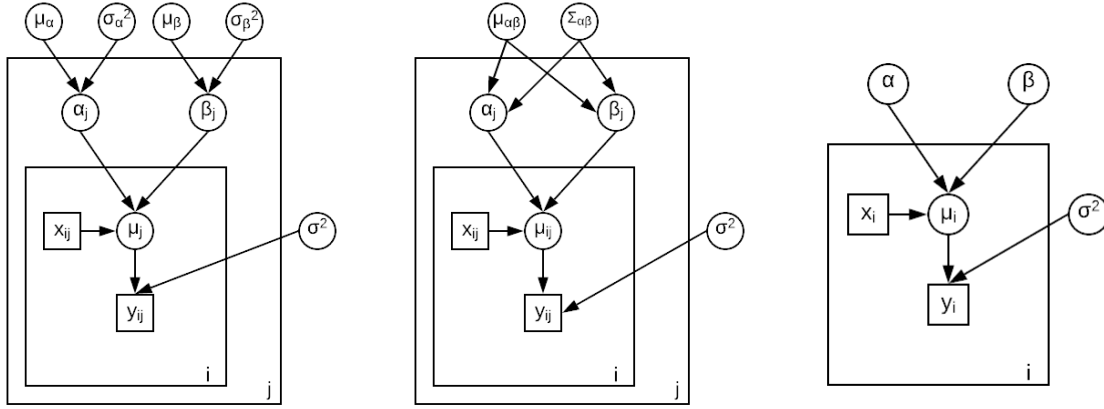 μα σα² μβ σβ² μαβ Σαβ
α β
αj βj αj βj
xij μj σ² xij μij σ² xi μi σ²
yij yij yi
i j i j i